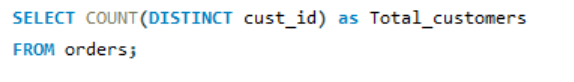 SELECT COUNT(DISTINCT cust_id) as Total_customers
FROM orders;